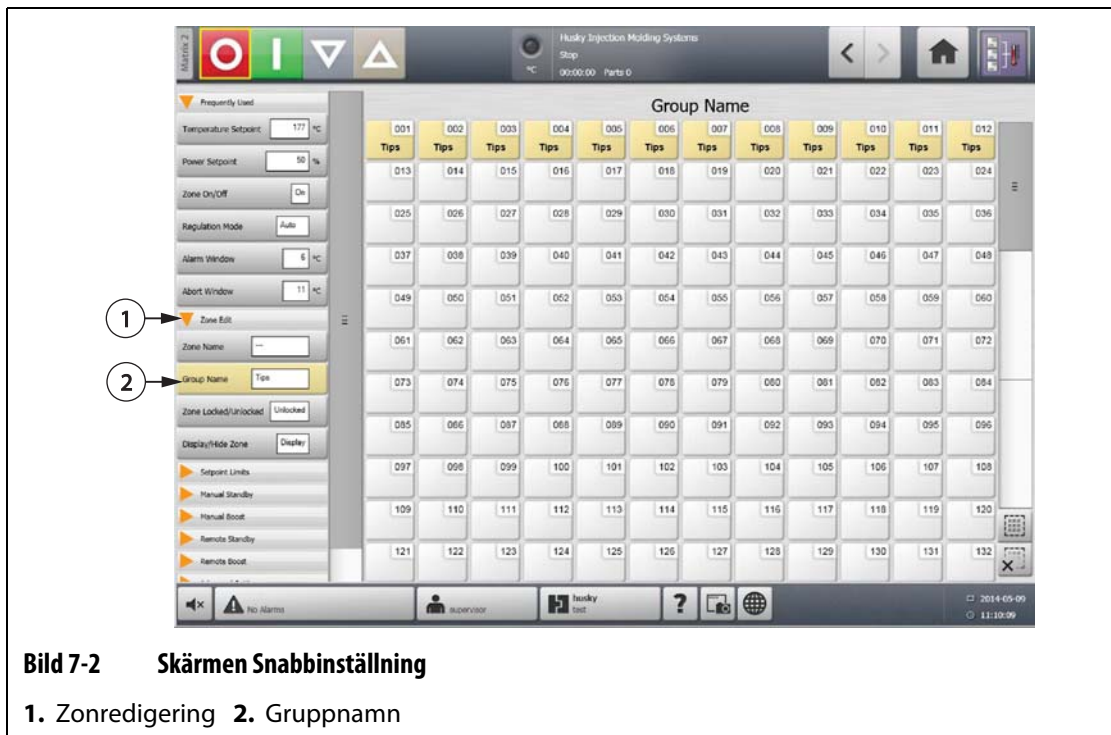 Matrix 2
Husky Injection Molding Systems
Stop
°C 00:00:00 Parts 0
Frequently Used
Temperature Setpoint 177 °C
Power Setpoint 50 %
Zone On/Off On
Regulation Mode Auto
Alarm Window 6 °C
Abort Window 11 °C
1
Zone Edit
Zone Name ---
2
Group Name Tips
Zone Locked/Unlocked Unlocked
Display/Hide Zone Display
Setpoint Limits
Manual Standby
Manual Boost
Remote Standby
Remote Boost
Group Name
001 002 003 004 005 006 007 008 009 010 011 012
Tips Tips Tips Tips Tips Tips Tips Tips Tips Tips Tips Tips
013 014 015 016 017 018 019 020 021 022 023 024
025 026 027 028 029 030 031 032 033 034 035 036
037 038 039 040 041 042 043 044 045 046 047 048
049 050 051 052 053 054 055 056 057 058 059 060
061 062 063 064 065 066 067 068 069 070 071 072
073 074 075 076 077 078 079 080 081 082 083 084
085 086 087 088 089 090 091 092 093 094 095 096
097 098 099 100 101 102 103 104 105 106 107 108
109 110 111 112 113 114 115 116 117 118 119 120
121 122 123 124 125 126 127 128 129 130 131 132
No Alarms
supervisor
husky
test
?
2014-05-09
11:10:09
Bild 7-2 Skärmen Snabbinställning
1. Zonredigering 2. Gruppnamn